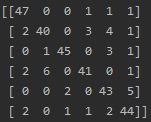 [[47 0 0 1 1 1]
[ 2 40 0 3 4 1]
[ 0 1 45 0 3 1]
[ 2 6 0 41 0 1]
[ 0 0 2 0 43 5]
[ 2 0 1 1 2 44]]